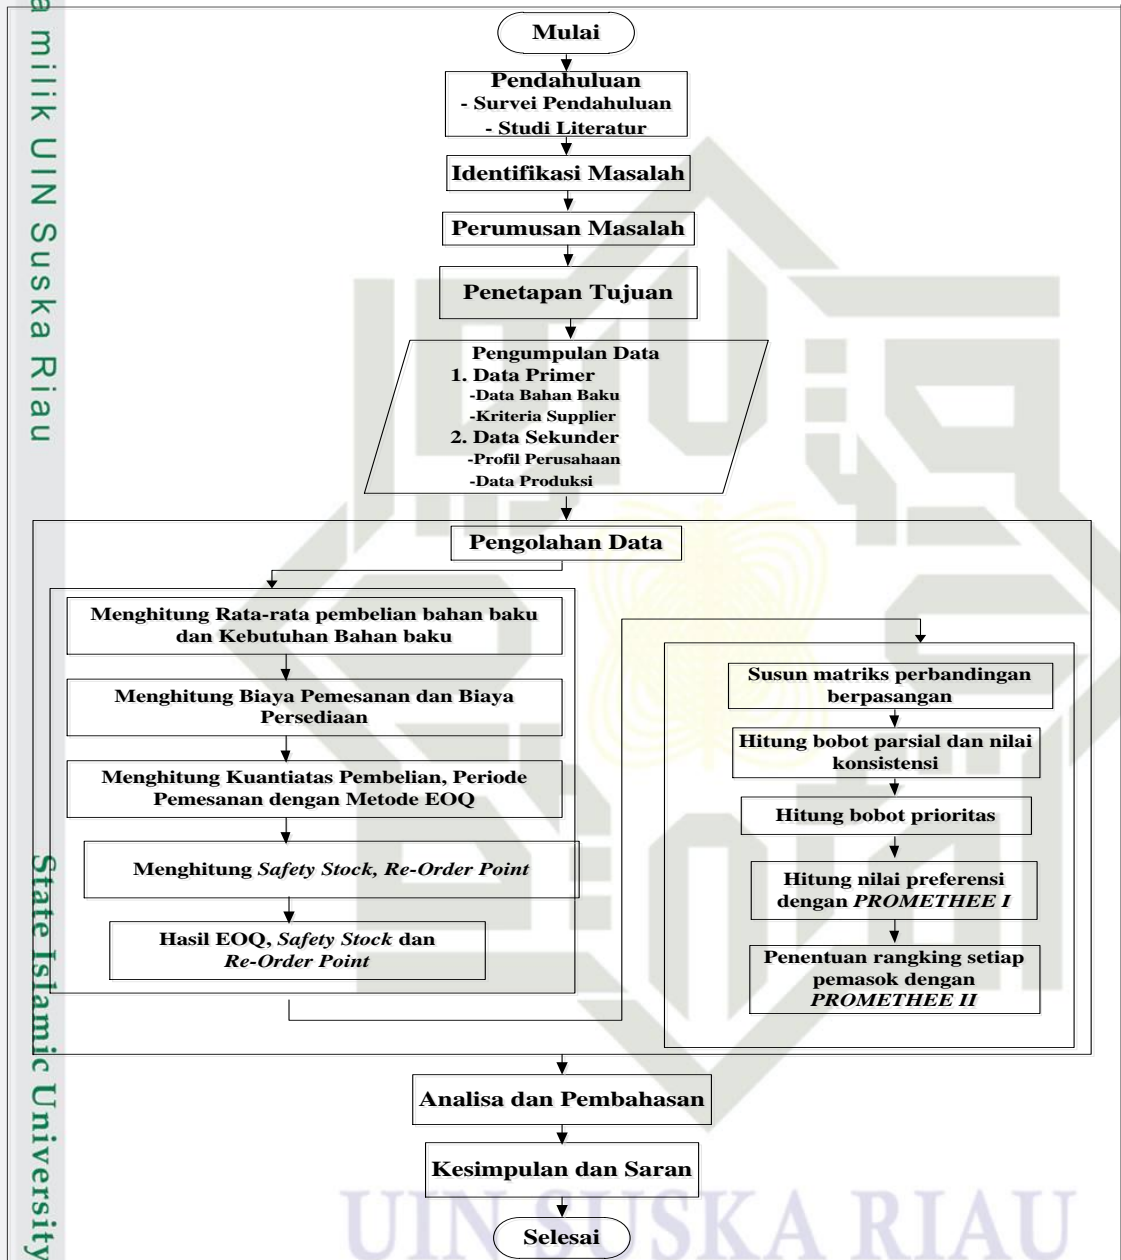 a milik UIN Suska Riau
State Islamic University
Mulai
Pendahuluan
- Survei Pendahuluan
- Studi Literatur
Identifikasi Masalah
Perumusan Masalah
Penetapan Tujuan
Pengumpulan Data
1. Data Primer
-Data Bahan Baku
-Kriteria Supplier
2. Data Sekunder
-Profil Perusahaan
-Data Produksi
Pengolahan Data
Menghitung Rata-rata pembelian bahan baku
dan Kebutuhan Bahan baku
Menghitung Biaya Pemesanan dan Biaya
Persediaan
Menghitung Kuantiatas Pembelian, Periode
Pemesanan dengan Metode EOQ
Menghitung Safety Stock, Re-Order Point
Hasil EOQ, Safety Stock dan
Re-Order Point
Susun matriks perbandingan
berpasangan
Hitung bobot parsial dan nilai
konsistensi
Hitung bobot prioritas
Hitung nilai preferensi
dengan PROMETHEE I
Penentuan rangking setiap
pemasok dengan
PROMETHEE II
Analisa dan Pembahasan
Kesimpulan dan Saran
Selesai
UIN SUSKA RIAU